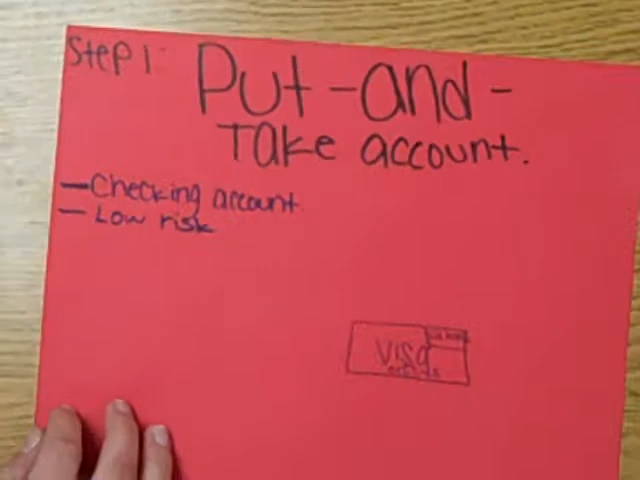 Step 1:
Put-and-
Take account.
- Checking account
- Low risk
visa